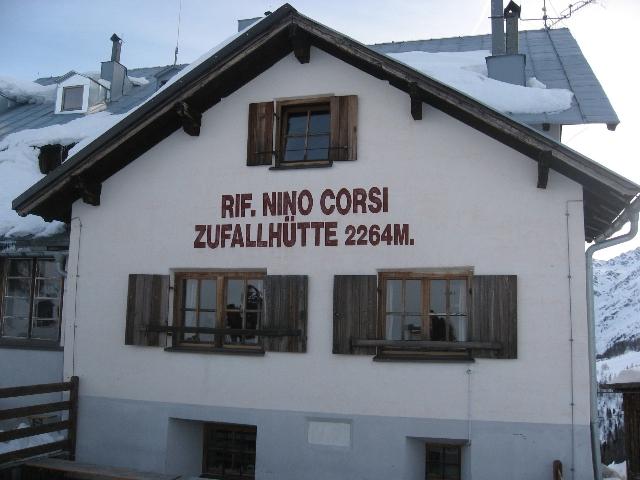 RIF. NINO CORSI
ZUFALLHÜTTE 2264M.